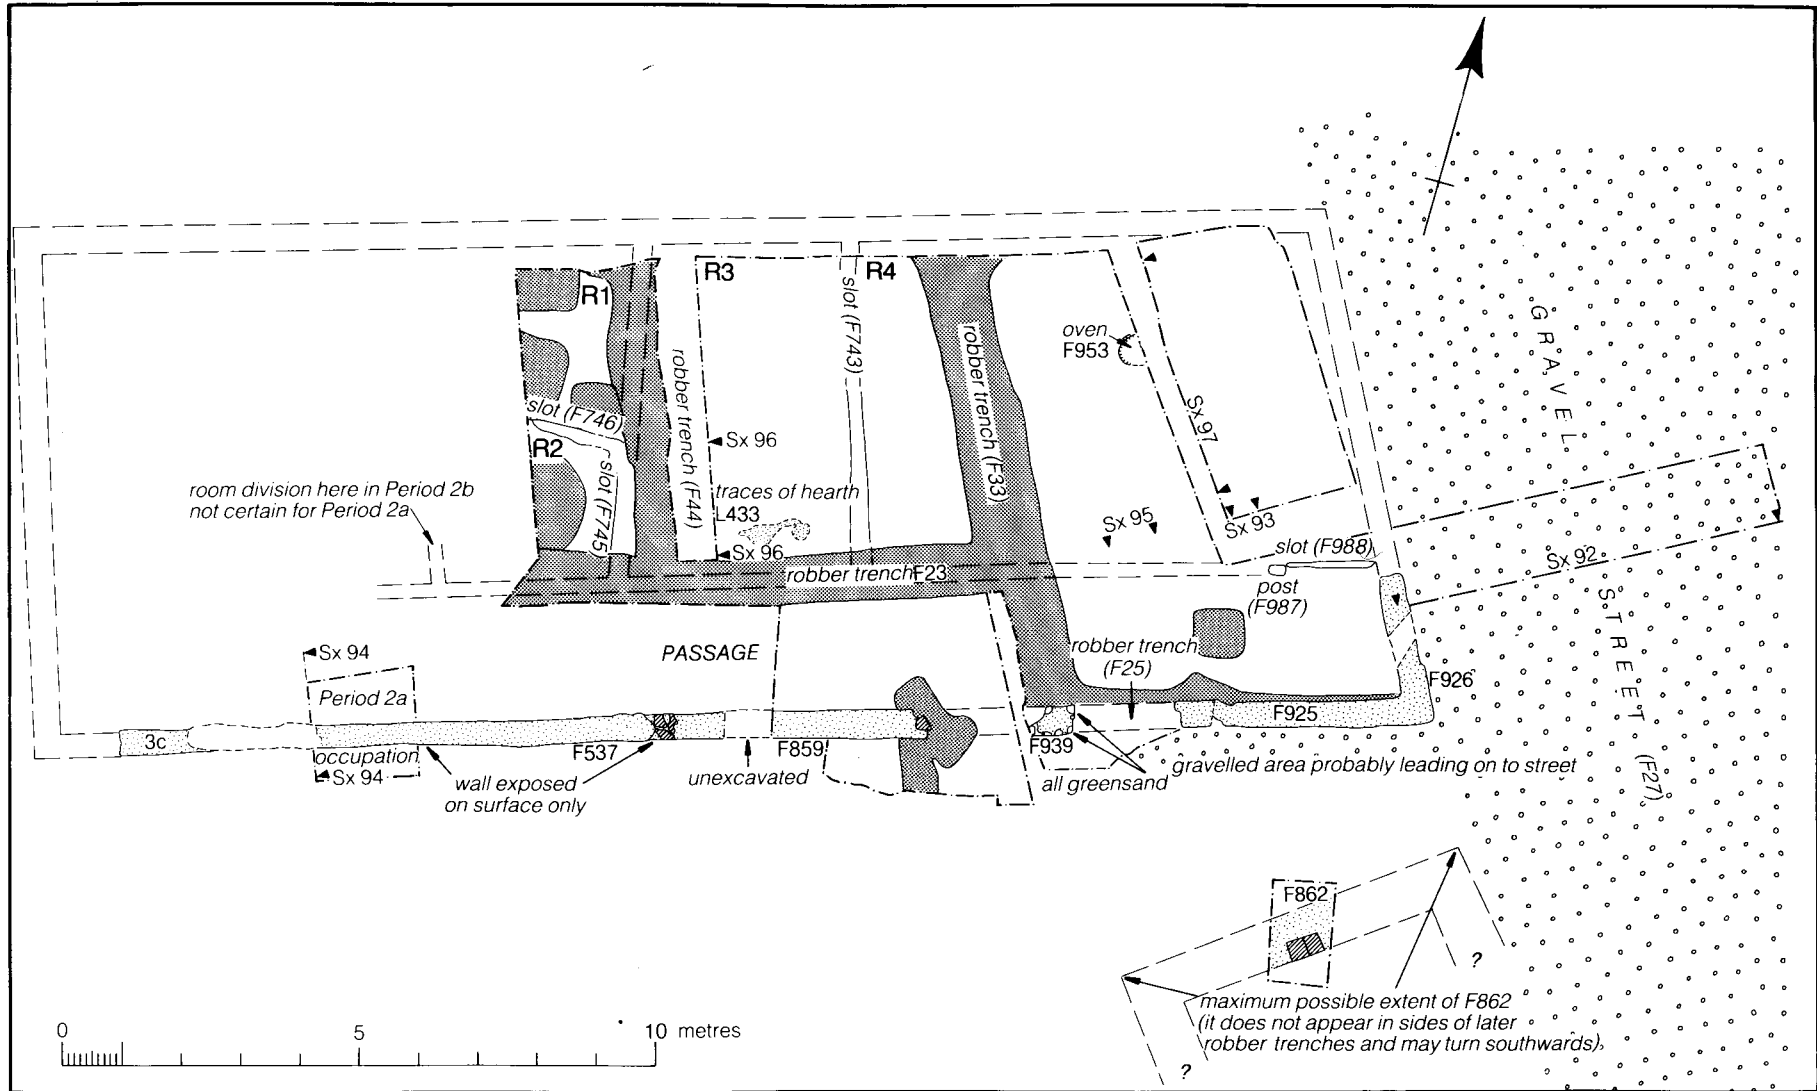 R1
R3
R4
slot (F743)
robber trench (F33)
robber trench (F44)
oven
F953
GRAVEL
STREET (F27)
Sx 97
slot (F746)
R2
slot (F745
Sx 96
traces of hearth
L433
Sx 96
Sx 95
Sx 93
Sx 92
room division here in Period 2b
not certain for Period 2a
slot (F988)
robber trench F23
post
(F987)
PASSAGE
robber trench
(F25)
Sx 94
Period 2a
F926
3c
F925
occupation
F537
F859
F939
Sx 94
wall exposed
on surface only
unexcavated
all greensand
gravelled area probably leading on to street
F862
?
maximum possible extent of F862
(it does not appear in sides of later
robber trenches and may turn southwards)
?
0 5 10 metres